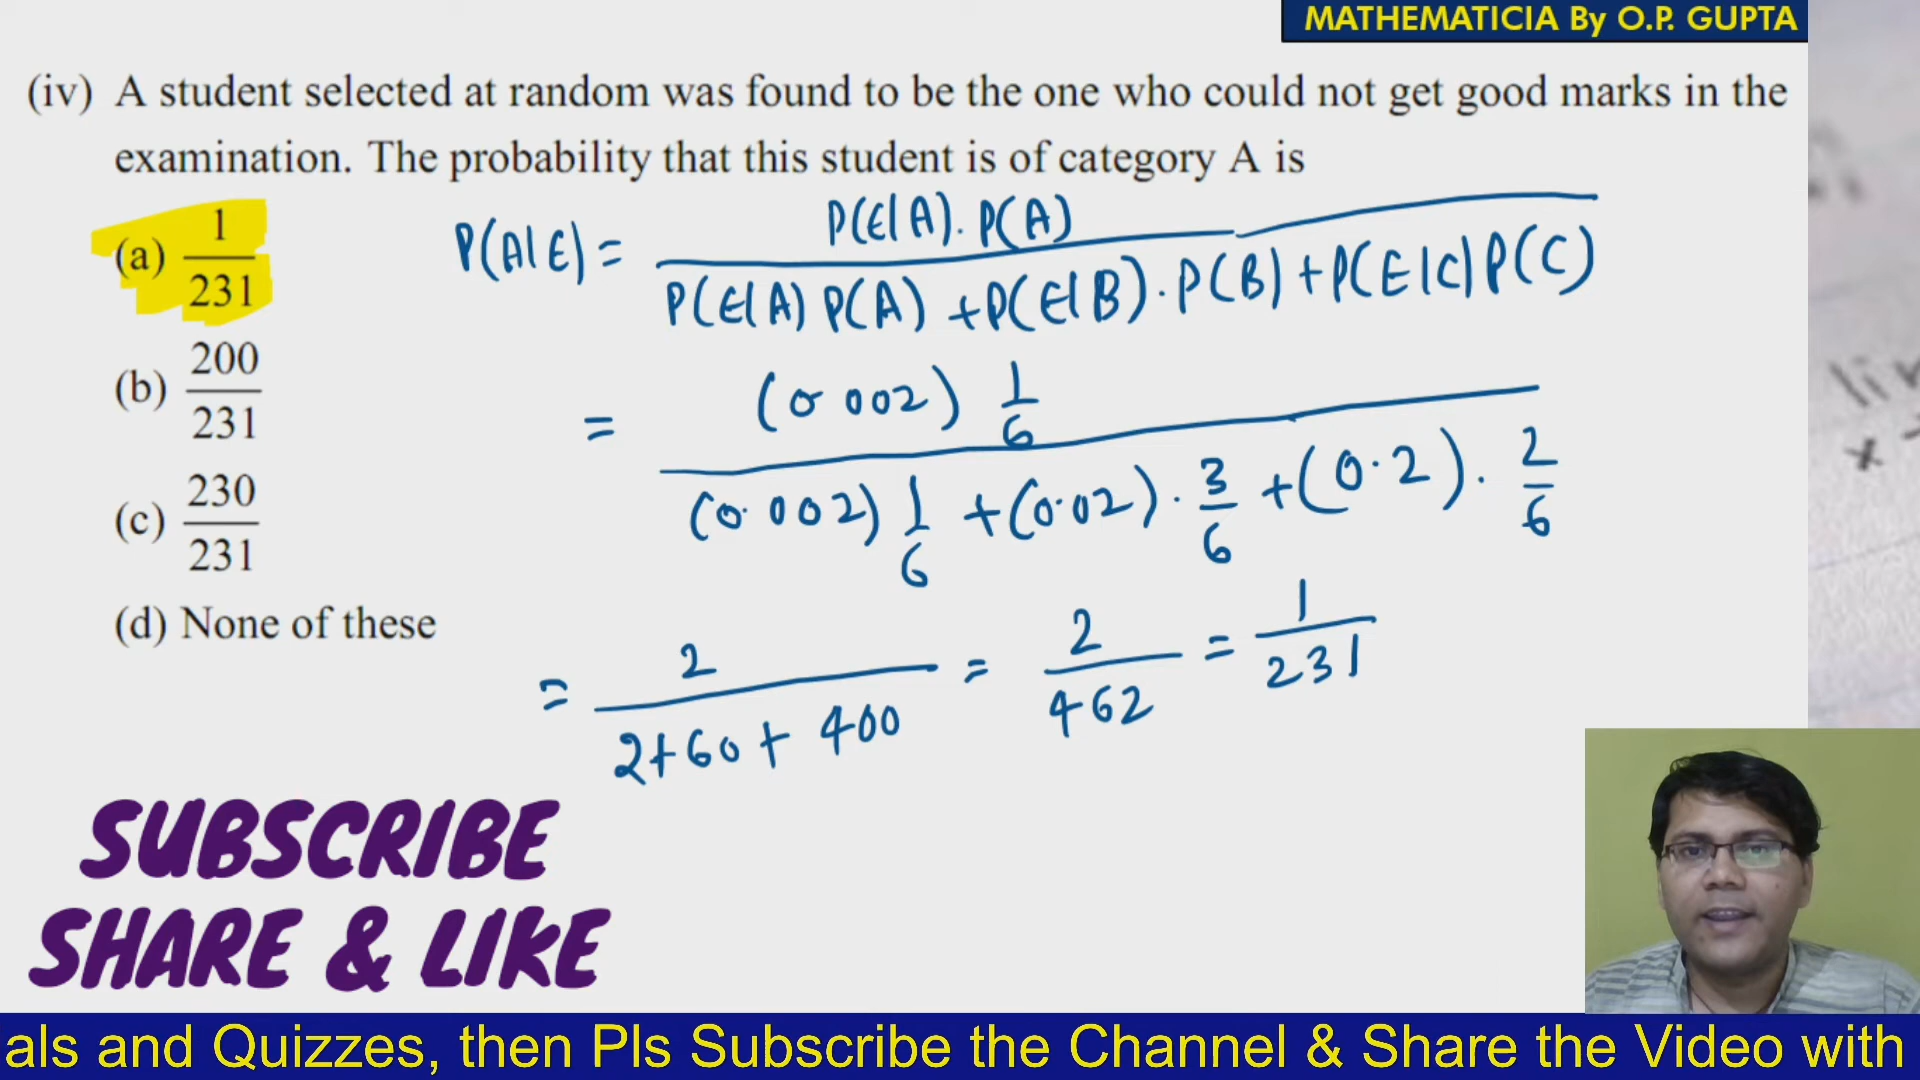 MATHEMATICIA By O.P. GUPTA
(iv) A student selected at random was found to be the one who could not get good marks in the
examination. The probability that this student is of category A is
(a) 1/231
P(A|E) = P(E|A). P(A) / P(E|A) P(A) + P(E|B). P(B) + P(E|C) P(C)
(b) 200/231
= (0 002) 1/6 / (0.002) 1/6 + (0.02). 3/6 + (0.2). 2/6
(c) 230/231
(d) None of these
= 2 / 2+60+400 = 2/462 = 1/231
SUBSCRIBE
SHARE & LIKE
als and Quizzes, then Pls Subscribe the Channel & Share the Video with